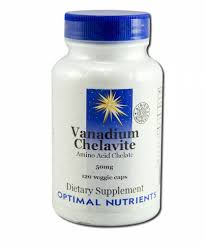 Vanadium
Chelavite
Amino Acid Chelate
50mg
120 veggie caps
Dietary Supplement
OPTIMAL NUTRIENTS